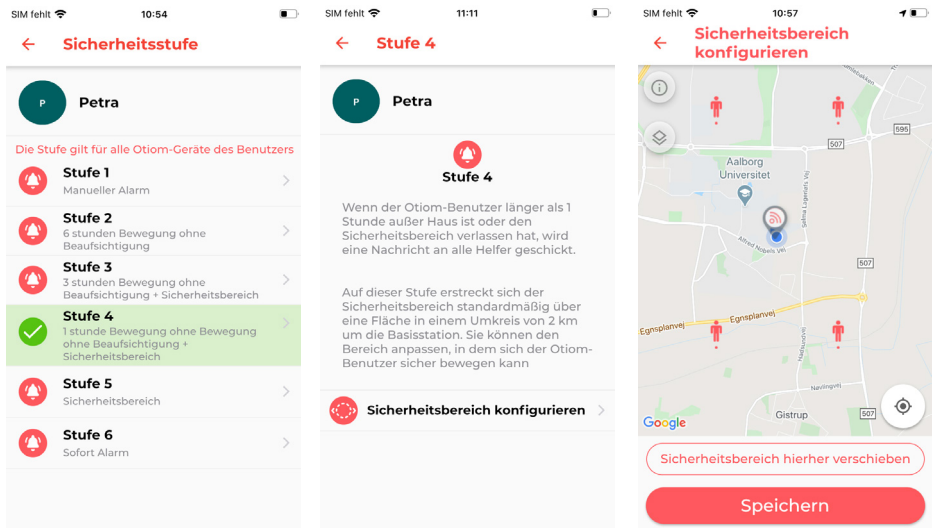 SIM fehlt 10:54
Sicherheitsstufe
P
Petra
Die Stufe gilt für alle Otiom-Geräte des Benutzers
Stufe 1
Manueller Alarm
Stufe 2
6 stunden Bewegung ohne
Beaufsichtigung
Stufe 3
3 stunden Bewegung ohne
Beaufsichtigung + Sicherheitsbereich
Stufe 4
1 stunde Bewegung ohne Bewegung
ohne Beaufsichtigung +
Sicherheitsbereich
Stufe 5
Sicherheitsbereich
Stufe 6
Sofort Alarm
SIM fehlt 11:11
Stufe 4
P
Petra
Stufe 4
Wenn der Otiom-Benutzer länger als 1
Stunde außer Haus ist oder den
Sicherheitsbereich verlassen hat, wird
eine Nachricht an alle Helfer geschickt.
Auf dieser Stufe erstreckt sich der
Sicherheitsbereich standardmäßig über
eine Fläche in einem Umkreis von 2 km
um die Basisstation. Sie können den
Bereich anpassen, in dem sich der Otiom-
Benutzer sicher bewegen kann
Sicherheitsbereich konfigurieren
SIM fehlt 10:57
Sicherheitsbereich
konfigurieren
595
507
Aalborg
Universitet
Selma Lagerløfs Vej
Alfred Nobels Vej
507
Egnsplanvej
Egnsplanvej
Hadsundvej
Nøvlingvej
Gistrup
507
Google
Sicherheitsbereich hierher verschieben
Speichern